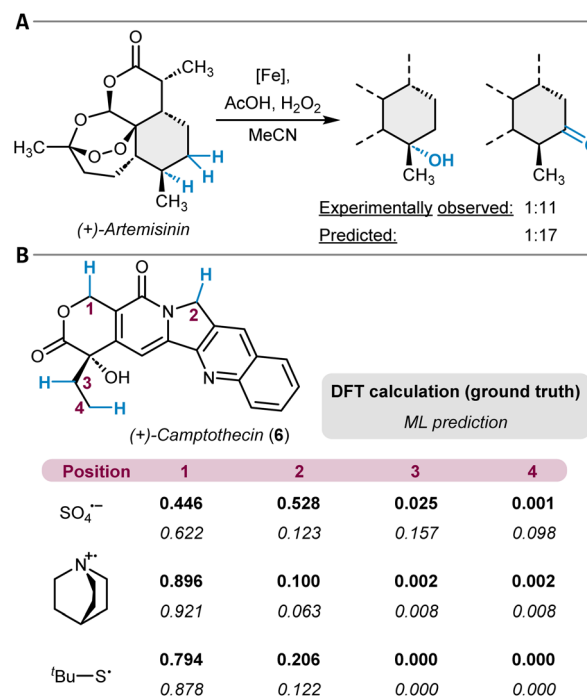 A
O
O
CH₃
O
O
O
O
H₃C
H
H
H
CH₃
(+)-Artemisinin
[Fe],
AcOH, H₂O₂
MeCN
OH
CH₃
O
CH₃
Experimentally observed: 1:11
Predicted: 1:17
B
H
O
H
1
N
2
O
O
3
OH
N
H
4
H
(+)-Camptothecin (6)
DFT calculation (ground truth)
ML prediction
Position 1 2 3 4
SO₄•− 0.446 0.528 0.025 0.001
0.622 0.123 0.157 0.098
N+• 0.896 0.100 0.002 0.002
0.921 0.063 0.008 0.008
ᵗBu—S• 0.794 0.206 0.000 0.000
0.878 0.122 0.000 0.000